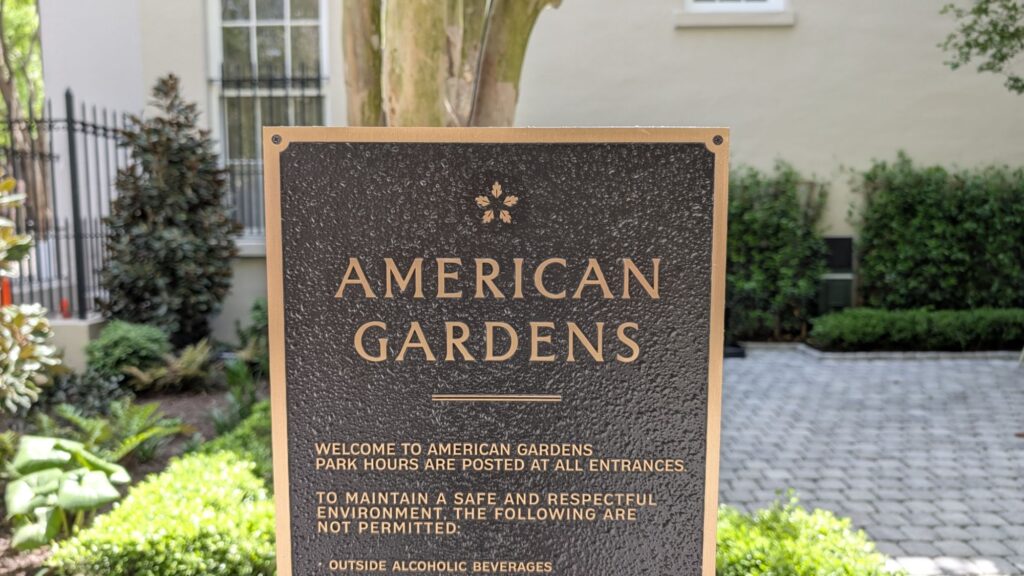 AMERICAN
GARDENS
WELCOME TO AMERICAN GARDENS
PARK HOURS ARE POSTED AT ALL ENTRANCES.
TO MAINTAIN A SAFE AND RESPECTFUL
ENVIRONMENT, THE FOLLOWING ARE
NOT PERMITTED:
· OUTSIDE ALCOHOLIC BEVERAGES